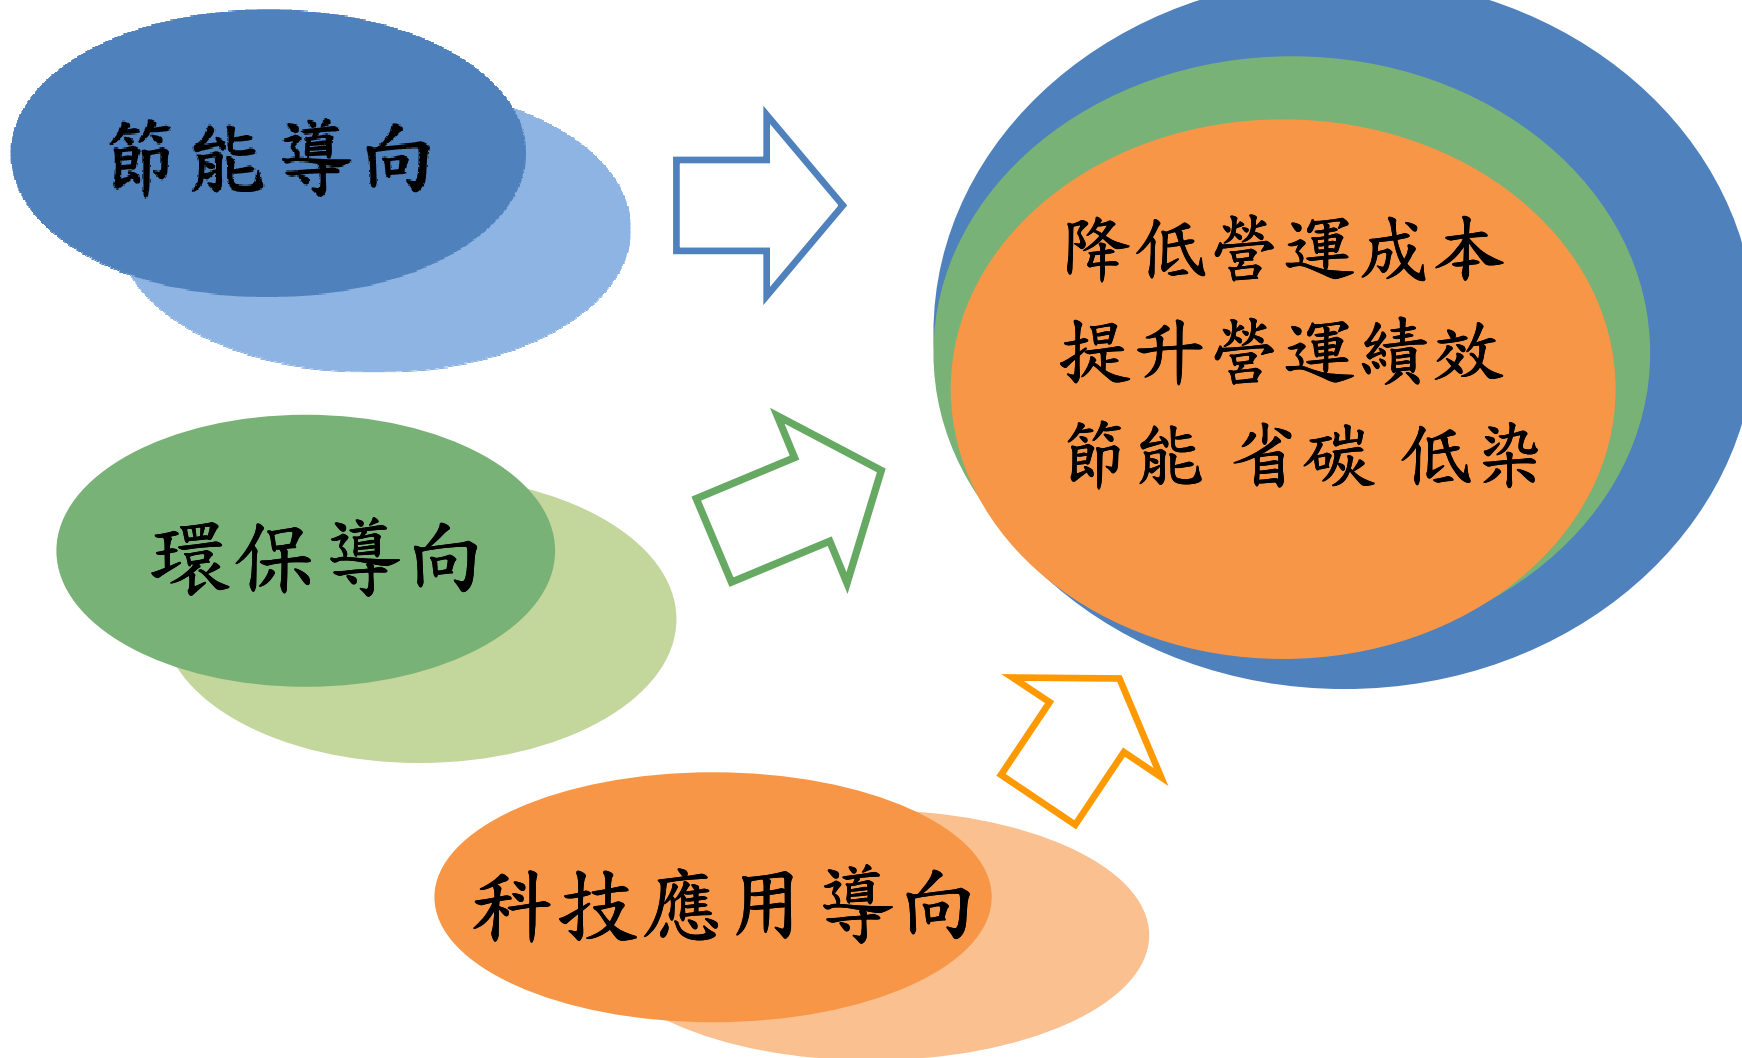 節能導向
降低營運成本
提升營運績效
節能 省碳 低染
環保導向
科技應用導向